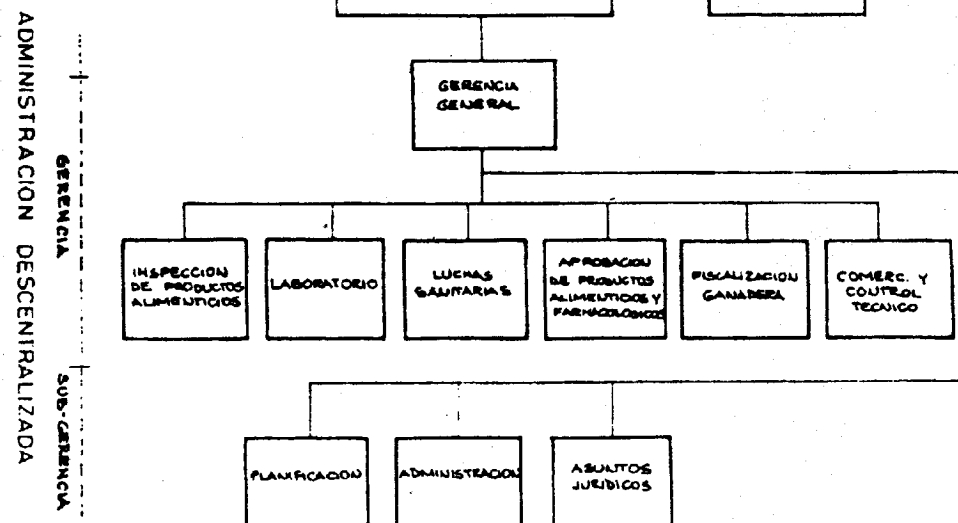 ADMINISTRACION DESCENTRALIZADA
GERENCIA
SUB-GERENCIA
GERENCIA
GENERAL
INSPECCION
DE PRODUCTOS
ALIMENTICIOS
LABORATORIO
LUCHAS
SANITARIAS
APROBACION
DE PRODUCTOS
ALIMENTICIOS Y
FARMACOLOGICOS
FISCALIZACION
GANADERA
COMERC. Y
CONTROL
TECNICO
PLANIFICACION
ADMINISTRACION
ASUNTOS
JURIDICOS